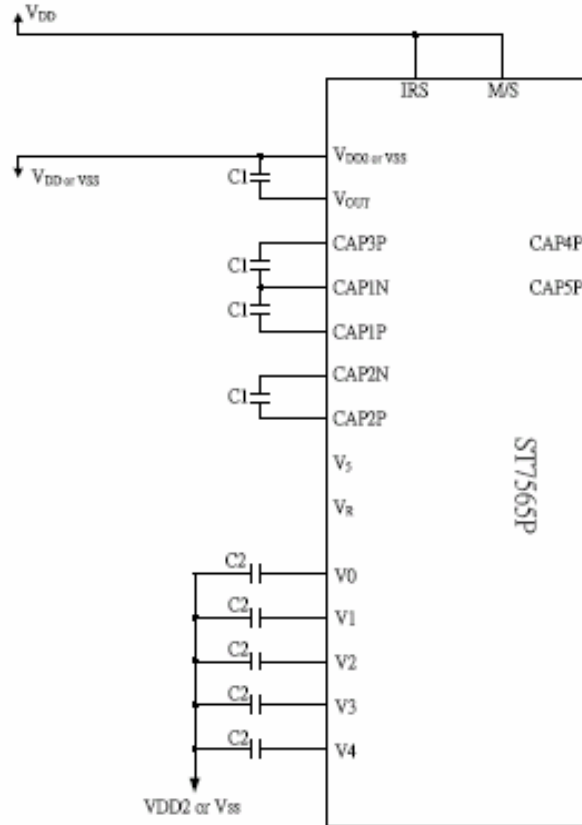 VDD
IRS M/S
VDD2 or VSS
VDD or VSS
C1
VOUT
CAP3P
CAP4P
C1
CAP1N
CAP5P
C1
CAP1P
CAP2N
C1
CAP2P
V5
ST7565P
VR
C2
V0
C2
V1
C2
V2
C2
V3
C2
V4
VDD2 or Vss